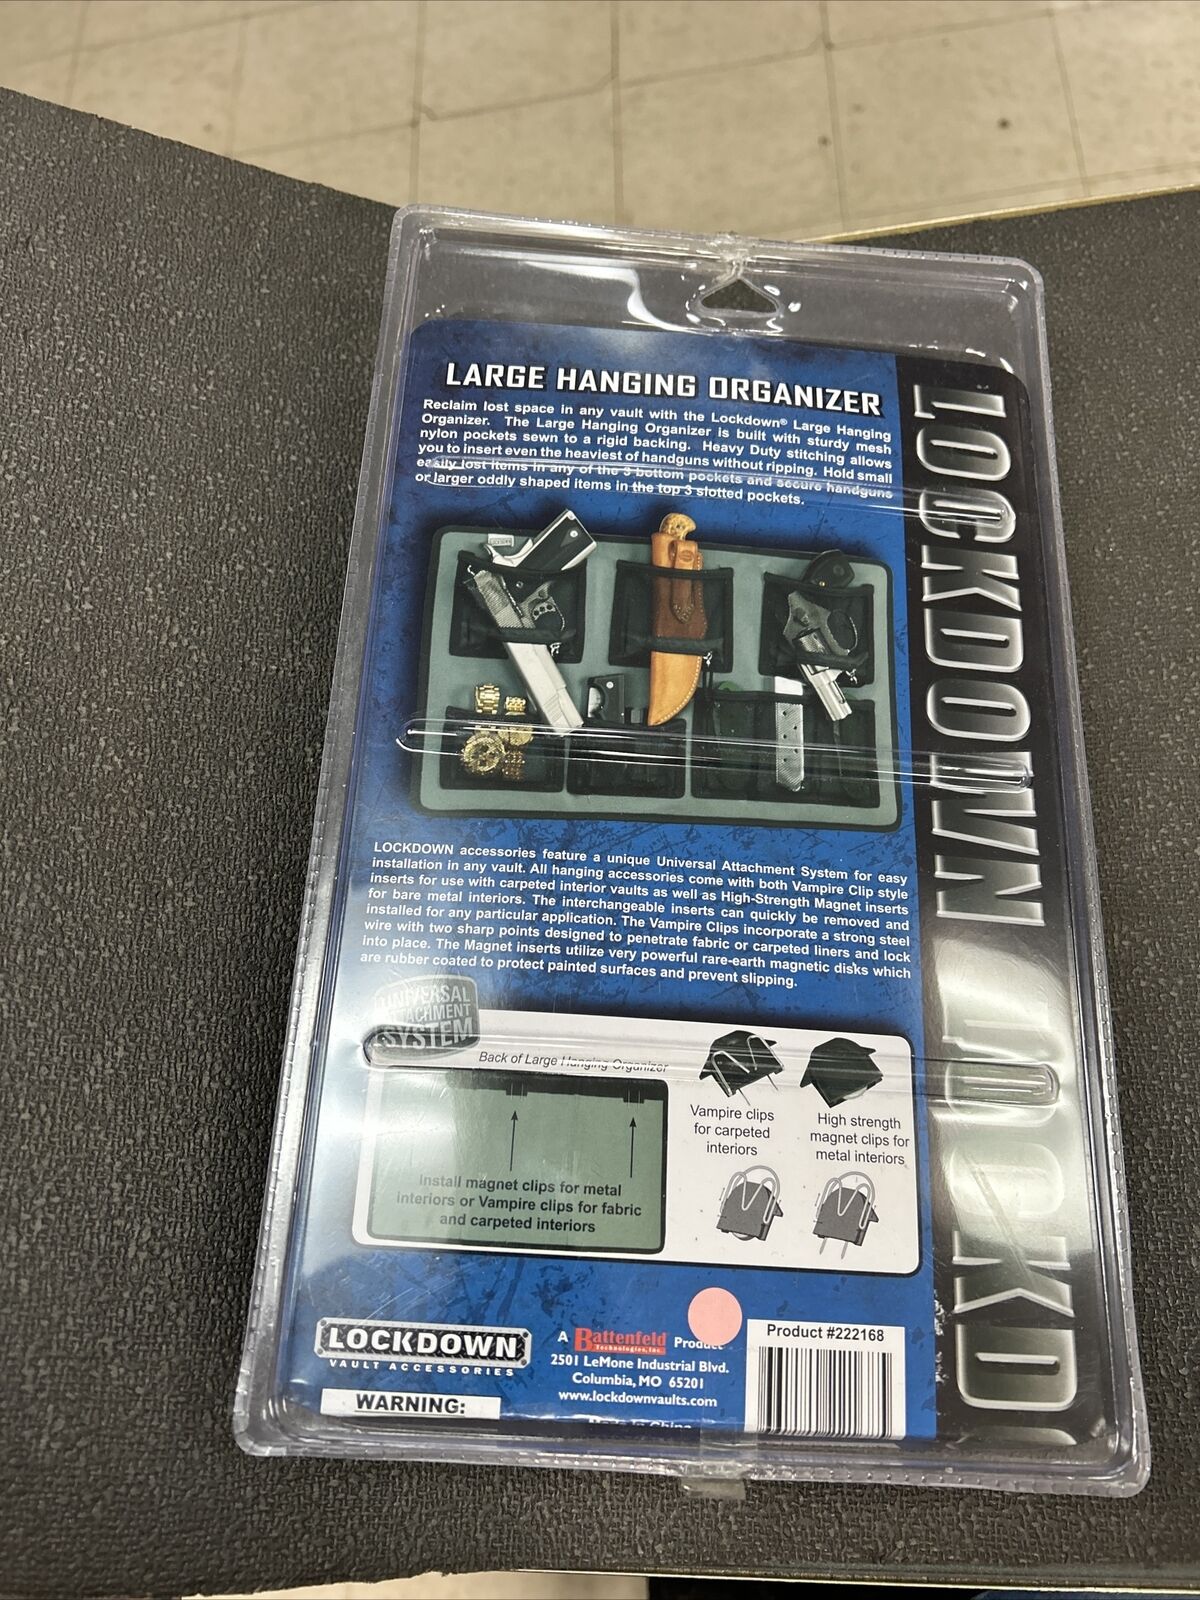 LARGE HANGING ORGANIZER
Reclaim lost space in any vault with the Lockdown® Large Hanging
Organizer. The Large Hanging Organizer is built with sturdy mesh
nylon pockets sewn to a rigid backing. Heavy Duty stitching allows
you to insert even the heaviest of handguns without ripping. Hold small
easily lost items in any of the 3 bottom pockets and secure handguns
or larger oddly shaped items in the top 3 slotted pockets.
LOCKDOWN accessories feature a unique Universal Attachment System for easy
installation in any vault. All hanging accessories come with both Vampire Clip style
inserts for use with carpeted interior vaults as well as High-Strength Magnet inserts
for bare metal interiors. The interchangeable inserts can quickly be removed and
installed for any particular application. The Vampire Clips incorporate a strong steel
wire with two sharp points designed to penetrate fabric or carpeted liners and lock
into place. The Magnet inserts utilize very powerful rare-earth magnetic disks which
are rubber coated to protect painted surfaces and prevent slipping.
UNIVERSAL
ATTACHMENT
SYSTEM
Back of Large Hanging Organizer
Install magnet clips for metal
interiors or Vampire clips for fabric
and carpeted interiors
Vampire clips
for carpeted
interiors
High strength
magnet clips for
metal interiors
LOCKDOWN
VAULT ACCESSORIES
WARNING:
A Battenfeld Product
Technologies, Inc.
2501 LeMone Industrial Blvd.
Columbia, MO 65201
www.lockdownvaults.com
Made in China
Product #222168
LOCKDOWN LOCKDO